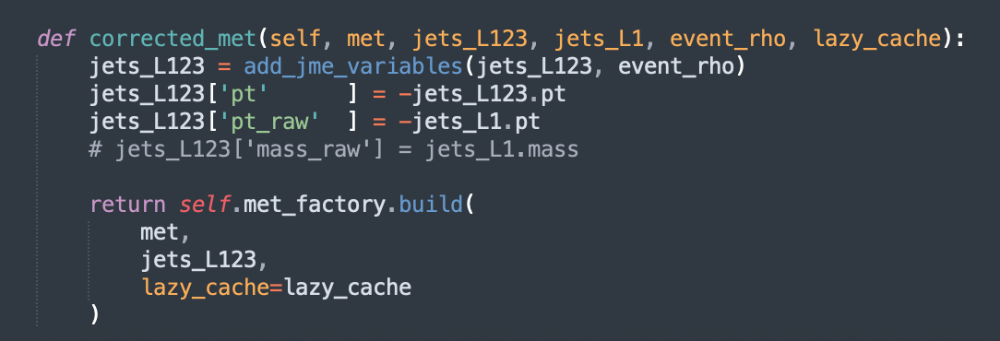 def corrected_met(self, met, jets_L123, jets_L1, event_rho, lazy_cache):
    jets_L123 = add_jme_variables(jets_L123, event_rho)
    jets_L123['pt'      ] = -jets_L123.pt
    jets_L123['pt_raw'  ] = -jets_L1.pt
    # jets_L123['mass_raw'] = jets_L1.mass

    return self.met_factory.build(
        met,
        jets_L123,
        lazy_cache=lazy_cache
    )